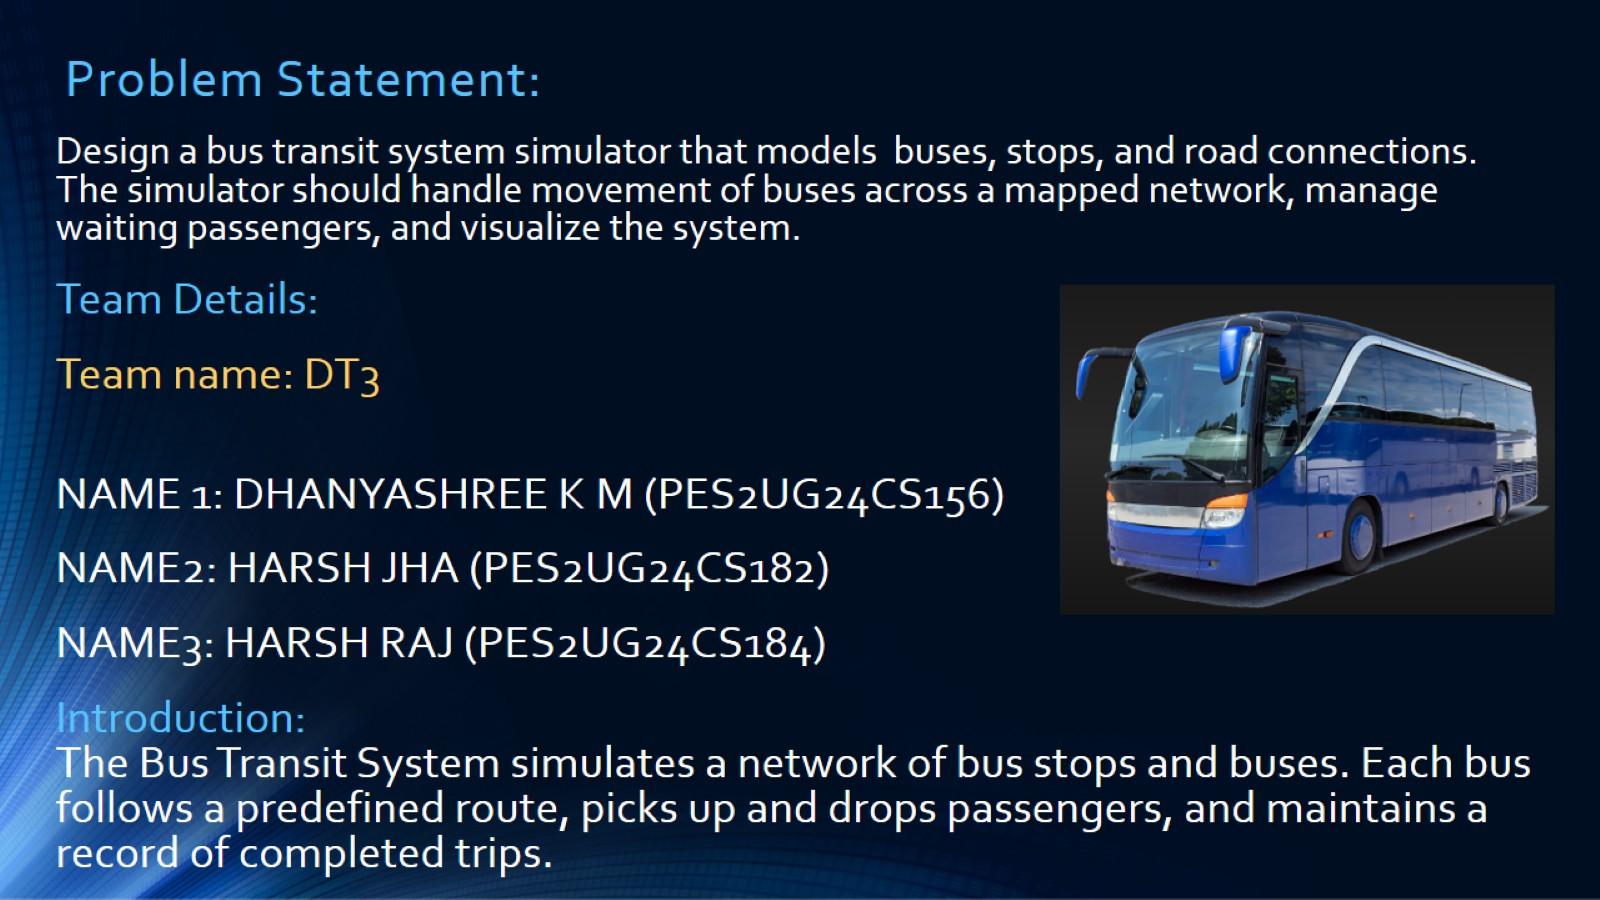 Problem Statement:
Design a bus transit system simulator that models  buses, stops, and road connections.
The simulator should handle movement of buses across a mapped network, manage
waiting passengers, and visualize the system.
Team Details:
Team name: DT3
NAME 1: DHANYASHREE K M (PES2UG24CS156)
NAME2: HARSH JHA (PES2UG24CS182)
NAME3: HARSH RAJ (PES2UG24CS184)
Introduction:
The Bus Transit System simulates a network of bus stops and buses. Each bus
follows a predefined route, picks up and drops passengers, and maintains a
record of completed trips.